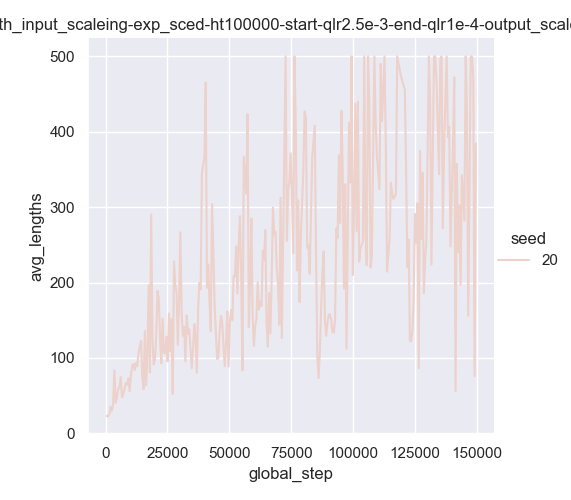 th_input_scaleing-exp_sced-ht100000-start-qlr2.5e-3-end-qlr1e-4-output_scale
500
400
300
200
100
0
avg_lengths
0 25000 50000 75000 100000 125000 150000
global_step
seed
20